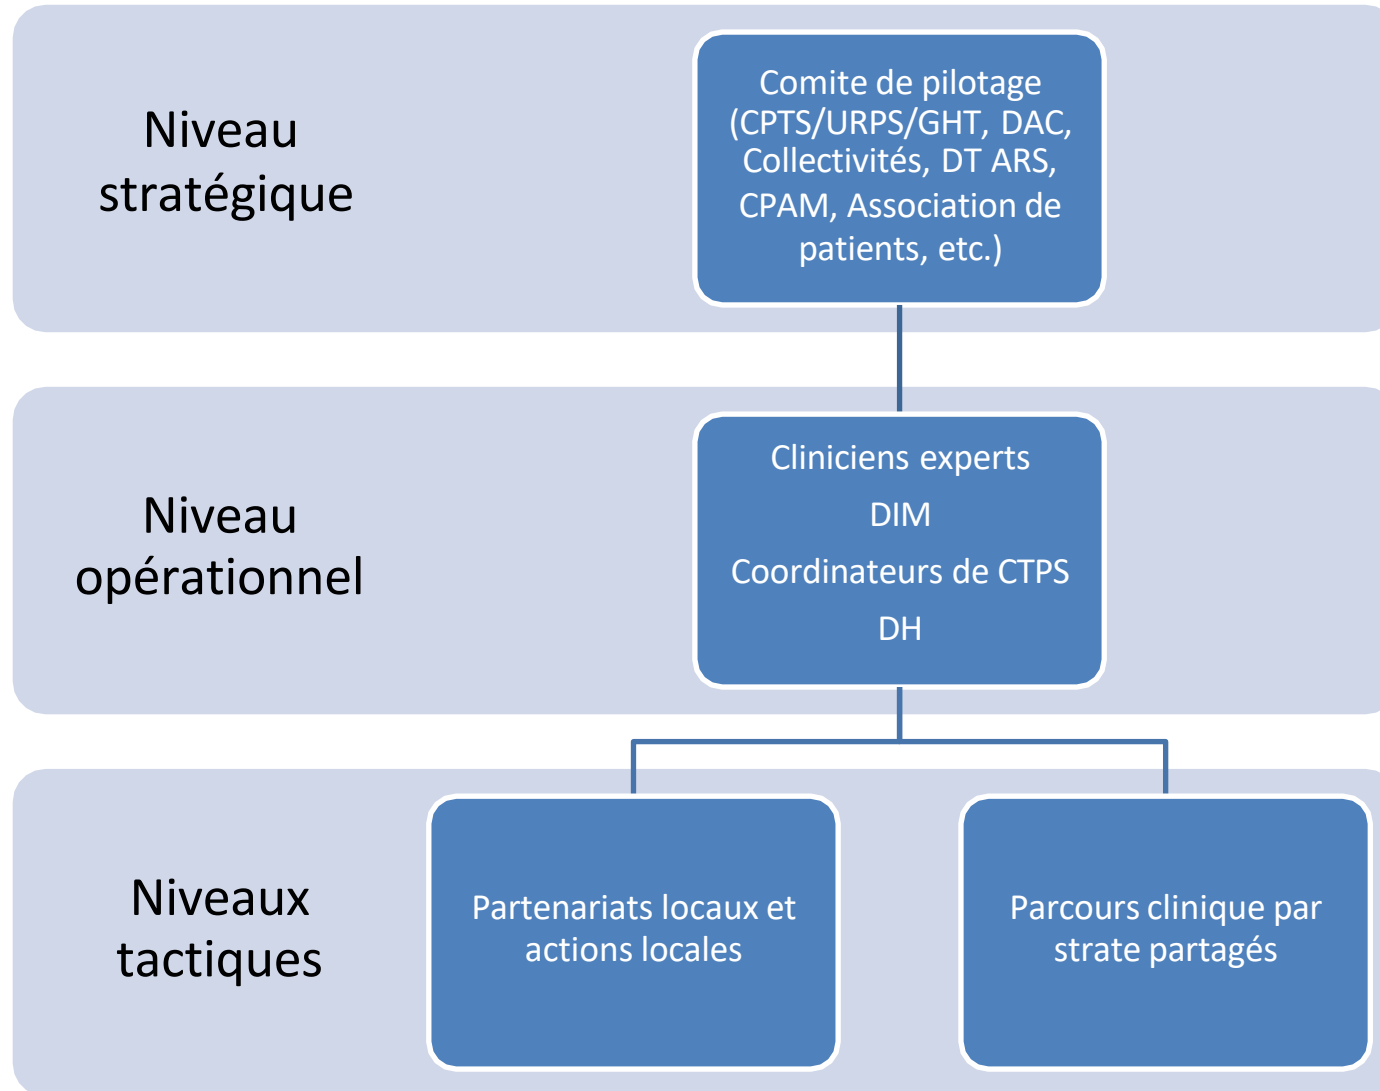 Niveau
stratégique
Comite de pilotage
(CPTS/URPS/GHT, DAC,
Collectivités, DT ARS,
CPAM, Association de
patients, etc.)
Niveau
opérationnel
Cliniciens experts
DIM
Coordinateurs de CTPS
DH
Niveaux
tactiques
Partenariats locaux et
actions locales
Parcours clinique par
strate partagés